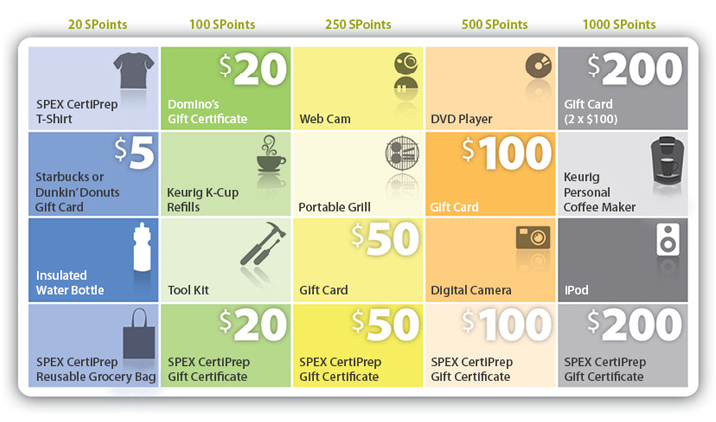 20 SPoints 100 SPoints 250 SPoints 500 SPoints 1000 SPoints
SPEX CertiPrep
T-Shirt
$20
Domino's
Gift Certificate
Web Cam
DVD Player
$200
Gift Card
(2 x $100)
$5
Starbucks or
Dunkin' Donuts
Gift Card
Keurig K-Cup
Refills
Portable Grill
$100
Gift Card
Keurig
Personal
Coffee Maker
Insulated
Water Bottle
Tool Kit
$50
Gift Card
Digital Camera
IPod
SPEX CertiPrep
Reusable Grocery Bag
$20
SPEX CertiPrep
Gift Certificate
$50
SPEX CertiPrep
Gift Certificate
$100
SPEX CertiPrep
Gift Certificate
$200
SPEX CertiPrep
Gift Certificate